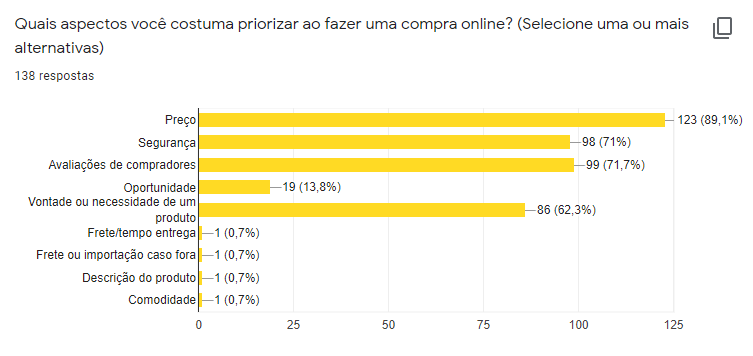 Quais aspectos você costuma priorizar ao fazer uma compra online? (Selecione uma ou mais
alternativas)
138 respostas
Preço 123 (89,1%)
Segurança 98 (71%)
Avaliações de compradores 99 (71,7%)
Oportunidade 19 (13,8%)
Vontade ou necessidade de um
produto 86 (62,3%)
Frete/tempo entrega 1 (0,7%)
Frete ou importação caso fora 1 (0,7%)
Descrição do produto 1 (0,7%)
Comodidade 1 (0,7%)
0 25 50 75 100 125